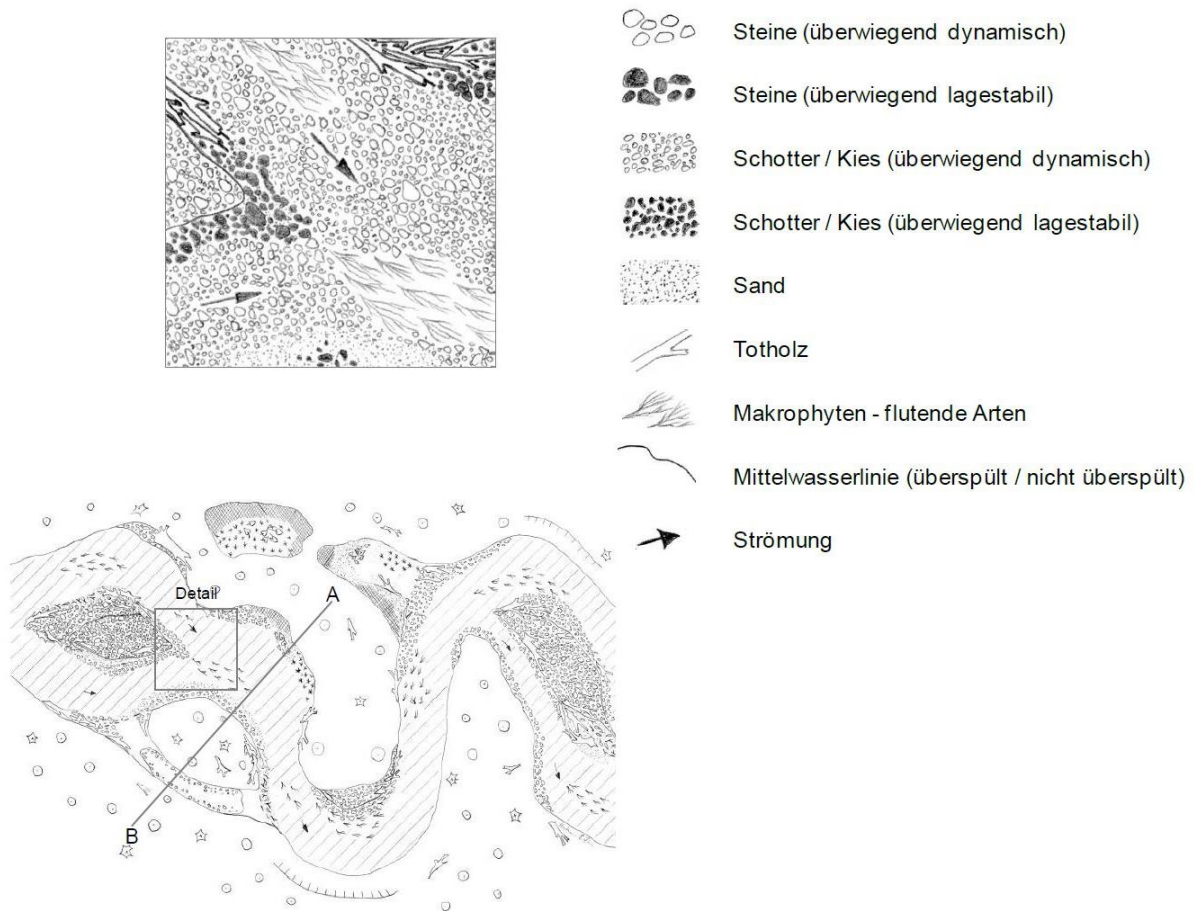 Steine (überwiegend dynamisch)
Steine (überwiegend lagestabil)
Schotter / Kies (überwiegend dynamisch)
Schotter / Kies (überwiegend lagestabil)
Sand
Totholz
Makrophyten - flutende Arten
Mittelwasserlinie (überspült / nicht überspült)
Strömung
Detail
A
B